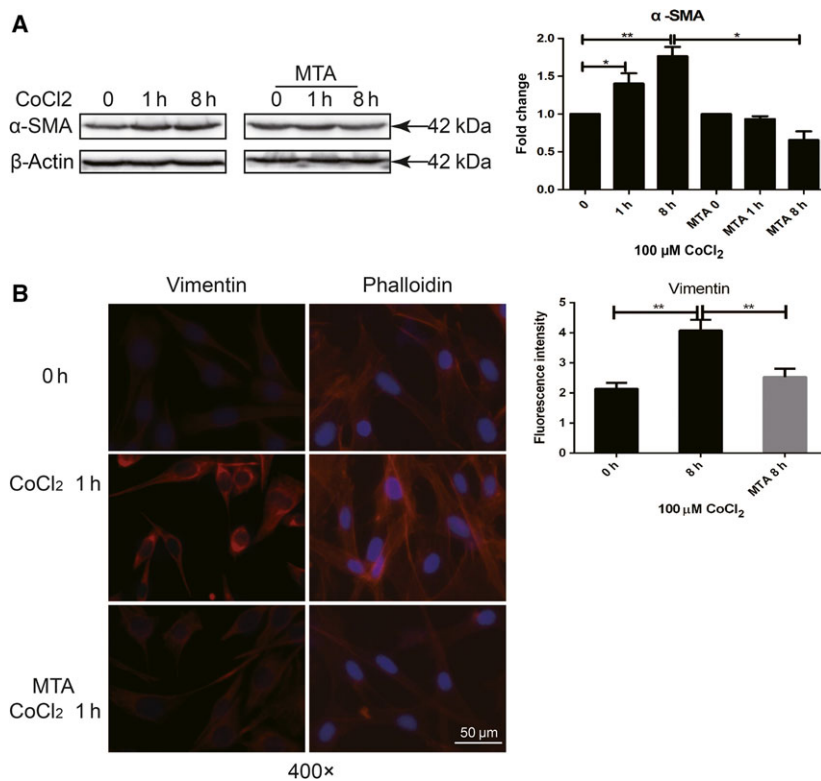 A
MTA
CoCl2 0 1 h 8 h 0 1 h 8 h
α-SMA 42 kDa
β-Actin 42 kDa
α -SMA
Fold change
2.0
1.5
1.0
0.5
0.0
** *
*
0 1 h 8 h MTA 0 MTA 1h MTA 8h
100 µM CoCl₂
B
Vimentin Phalloidin
0 h
CoCl₂ 1 h
MTA
CoCl₂ 1 h
50 µm
400×
Vimentin
Fluorescence intensity
5
4
3
2
1
0
** **
0 h 8 h MTA 8 h
100 µM CoCl₂